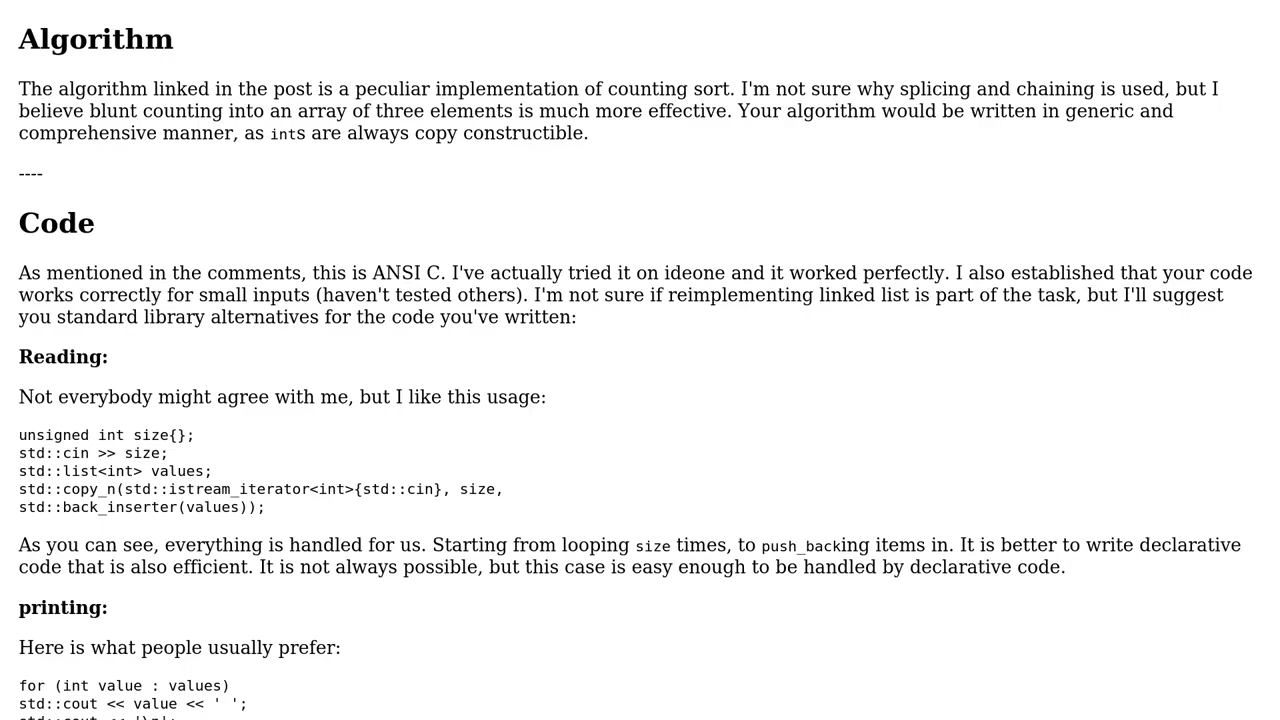 Algorithm
The algorithm linked in the post is a peculiar implementation of counting sort. I'm not sure why splicing and chaining is used, but I
believe blunt counting into an array of three elements is much more effective. Your algorithm would be written in generic and
comprehensive manner, as ints are always copy constructible.
----
Code
As mentioned in the comments, this is ANSI C. I've actually tried it on ideone and it worked perfectly. I also established that your code
works correctly for small inputs (haven't tested others). I'm not sure if reimplementing linked list is part of the task, but I'll suggest
you standard library alternatives for the code you've written:
Reading:
Not everybody might agree with me, but I like this usage:
unsigned int size{};
std::cin >> size;
std::list<int> values;
std::copy_n(std::istream_iterator<int>{std::cin}, size,
std::back_inserter(values));
As you can see, everything is handled for us. Starting from looping size times, to push_backing items in. It is better to write declarative
code that is also efficient. It is not always possible, but this case is easy enough to be handled by declarative code.
printing:
Here is what people usually prefer:
for (int value : values)
std::cout << value << ' ';